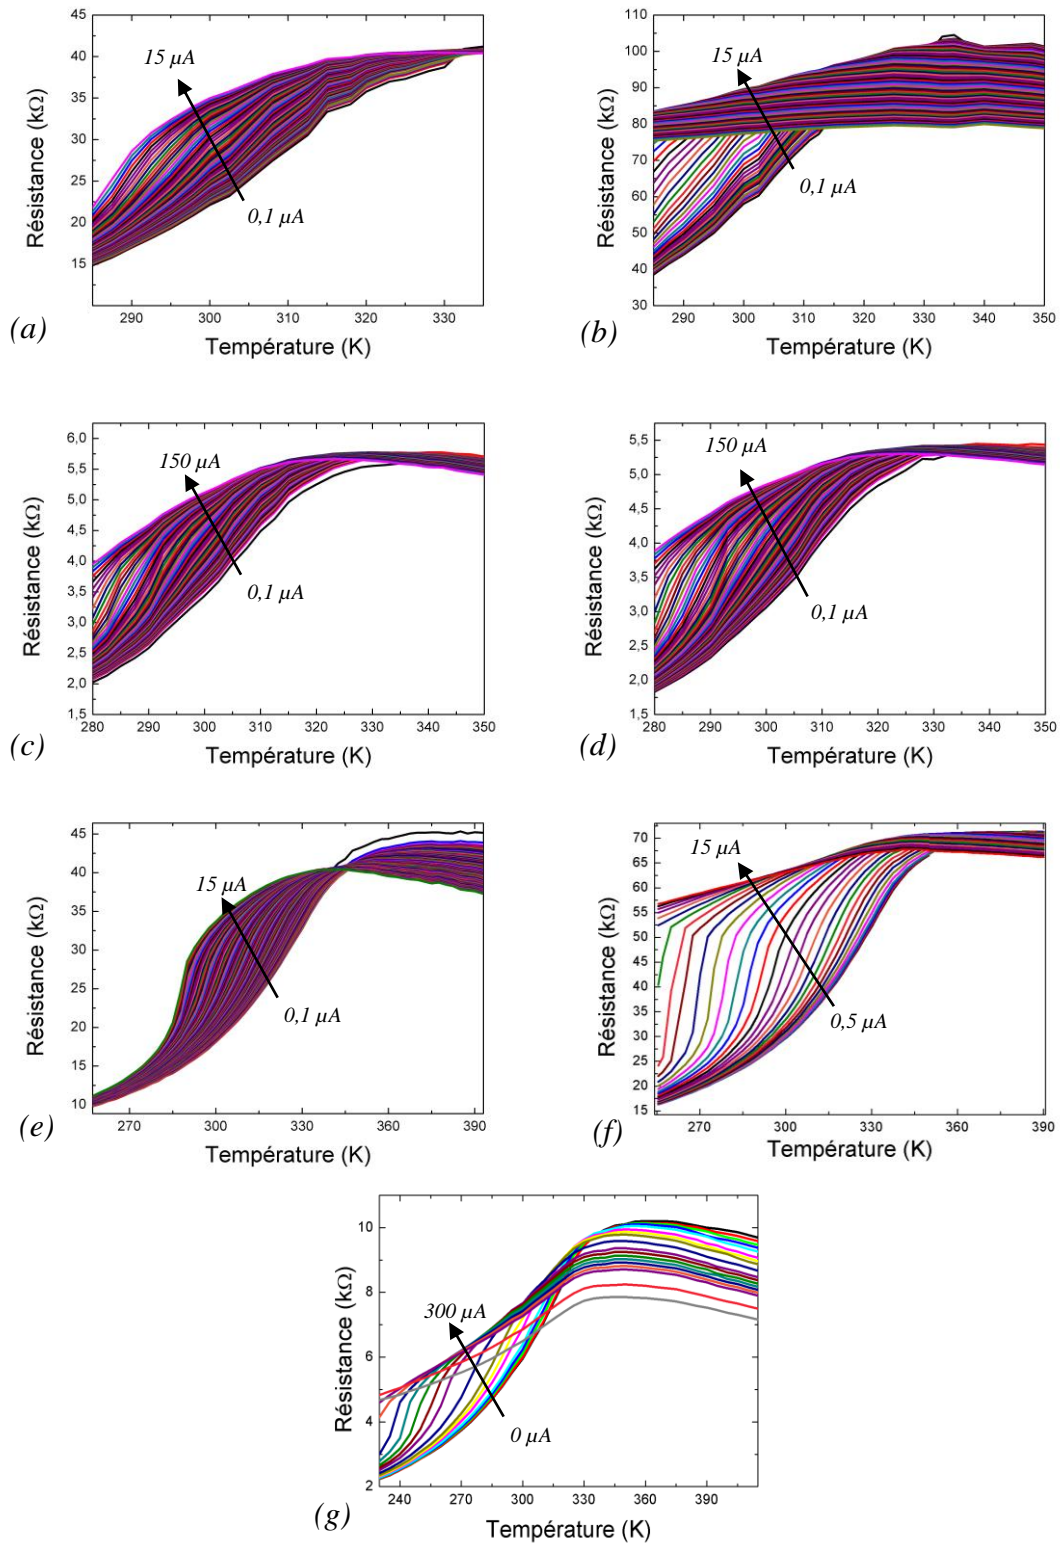 45
40
35
30
25
20
15
290 300 310 320 330
Résistance (kΩ)
Température (K)
15 µA
0,1 µA
(a)
110
100
90
80
70
60
50
40
30
290 300 310 320 330 340 350
Résistance (kΩ)
Température (K)
15 µA
0,1 µA
(b)
6,0
5,5
5,0
4,5
4,0
3,5
3,0
2,5
2,0
1,5
280 290 300 310 320 330 340 350
Résistance (kΩ)
Température (K)
150 µA
0,1 µA
(c)
5,5
5,0
4,5
4,0
3,5
3,0
2,5
2,0
1,5
280 290 300 310 320 330 340 350
Résistance (kΩ)
Température (K)
150 µA
0,1 µA
(d)
45
40
35
30
25
20
15
10
270 300 330 360 390
Résistance (kΩ)
Température (K)
15 µA
0,1 µA
(e)
70
65
60
55
50
45
40
35
30
25
20
15
270 300 330 360 390
Résistance (kΩ)
Température (K)
15 µA
0,5 µA
(f)
10
8
6
4
2
240 270 300 330 360 390
Résistance (kΩ)
Température (K)
300 µA
0 µA
(g)